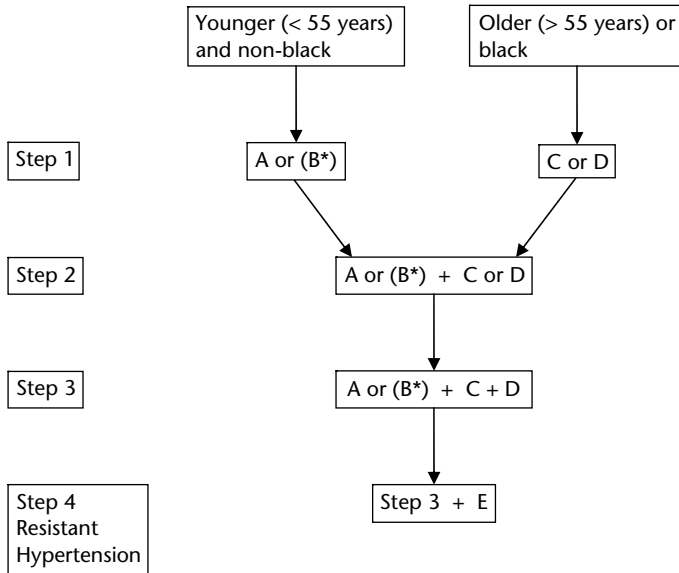 Younger (< 55 years)
and non-black
Older (> 55 years) or
black
Step 1
A or (B*)
C or D
Step 2
A or (B*) + C or D
Step 3
A or (B*) + C + D
Step 4
Resistant
Hypertension
Step 3 + E